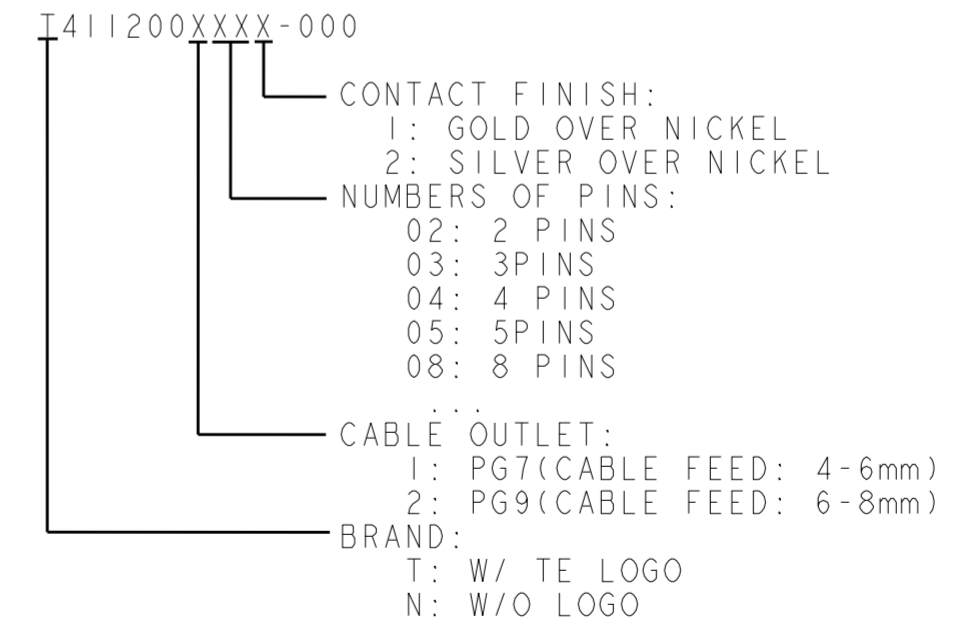 T411200XXXX-000
CONTACT FINISH:
1: GOLD OVER NICKEL
2: SILVER OVER NICKEL
NUMBERS OF PINS:
02: 2 PINS
03: 3PINS
04: 4 PINS
05: 5PINS
08: 8 PINS
...
CABLE OUTLET:
1: PG7(CABLE FEED: 4-6mm)
2: PG9(CABLE FEED: 6-8mm)
BRAND:
T: W/ TE LOGO
N: W/O LOGO